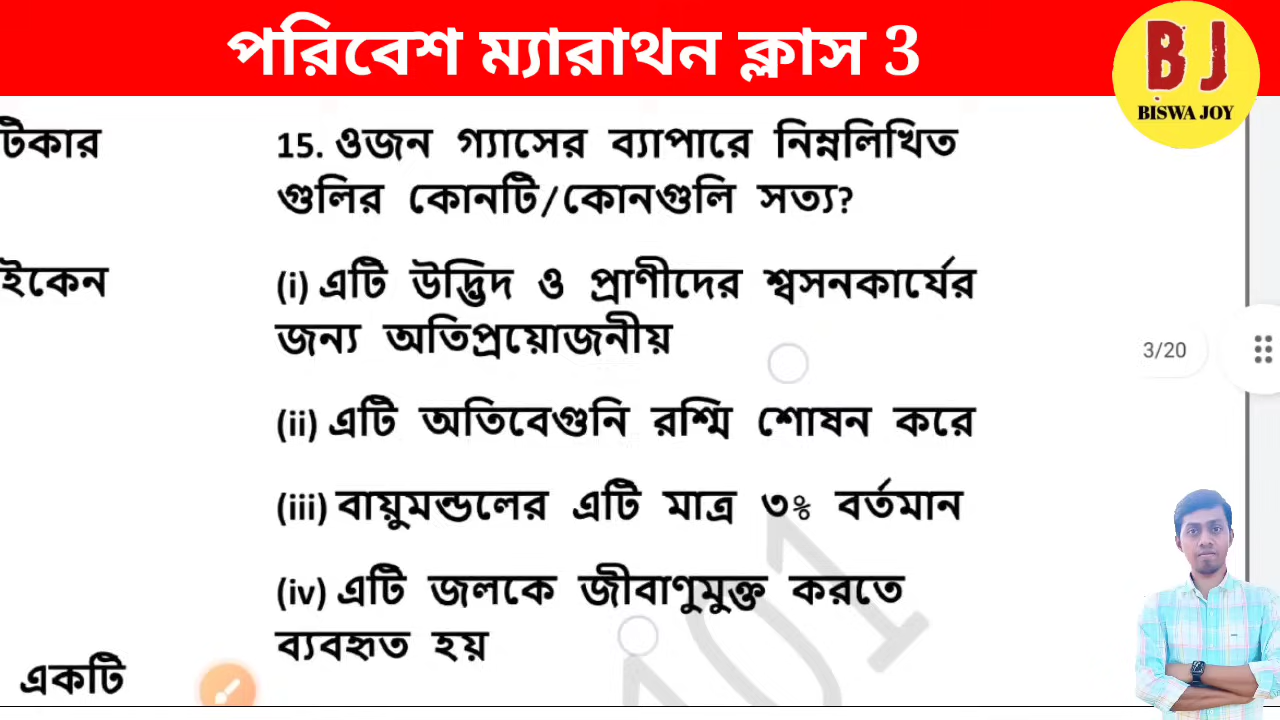 পরিবেশ ম্যারাথন ক্লাস 3
BJ
BISWA JOY
টিকার
15. ওজন গ্যাসের ব্যাপারে নিম্নলিখিত
গুলির কোনটি/কোনগুলি সত্য?
ইকেন
(i) এটি উদ্ভিদ ও প্রাণীদের শ্বসনকার্যের
জন্য অতিপ্রয়োজনীয়
3/20
(ii) এটি অতিবেগুনি রশ্মি শোষন করে
(iii) বায়ুমন্ডলের এটি মাত্র ৩% বর্তমান
(iv) এটি জলকে জীবাণুমুক্ত করতে
ব্যবহৃত হয়
একটি
101